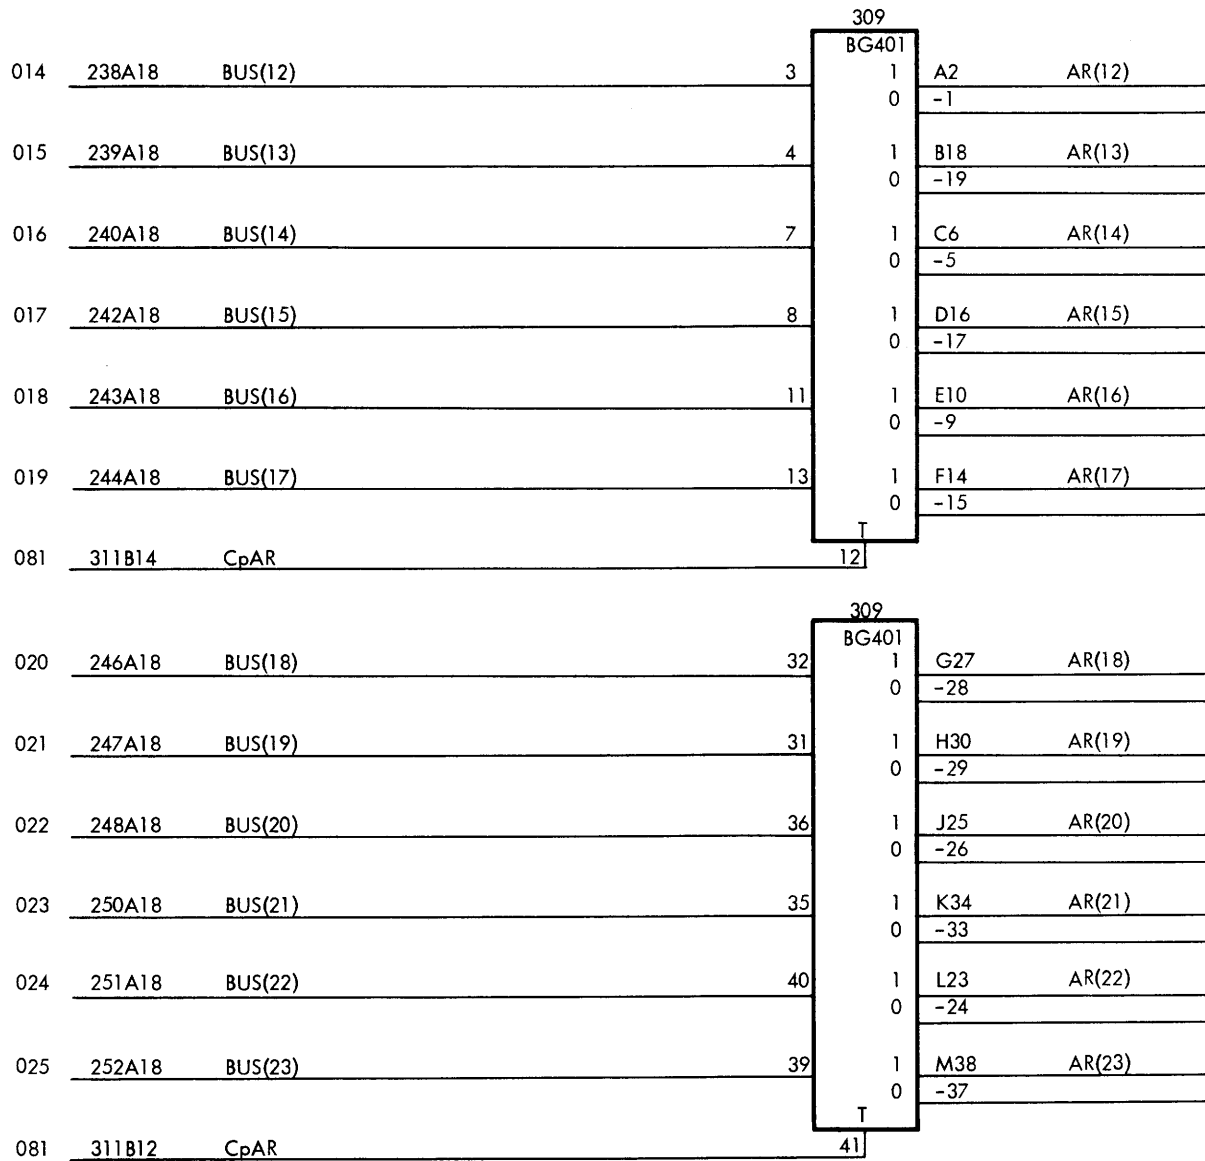 309
BG401
014 238A18 BUS(12) 3 1 A2 AR(12)
0 -1
015 239A18 BUS(13) 4 1 B18 AR(13)
0 -19
016 240A18 BUS(14) 7 1 C6 AR(14)
0 -5
017 242A18 BUS(15) 8 1 D16 AR(15)
0 -17
018 243A18 BUS(16) 11 1 E10 AR(16)
0 -9
019 244A18 BUS(17) 13 1 F14 AR(17)
0 -15
T
081 311B14 CpAR 12
309
BG401
020 246A18 BUS(18) 32 1 G27 AR(18)
0 -28
021 247A18 BUS(19) 31 1 H30 AR(19)
0 -29
022 248A18 BUS(20) 36 1 J25 AR(20)
0 -26
023 250A18 BUS(21) 35 1 K34 AR(21)
0 -33
024 251A18 BUS(22) 40 1 L23 AR(22)
0 -24
025 252A18 BUS(23) 39 1 M38 AR(23)
0 -37
T
081 311B12 CpAR 41